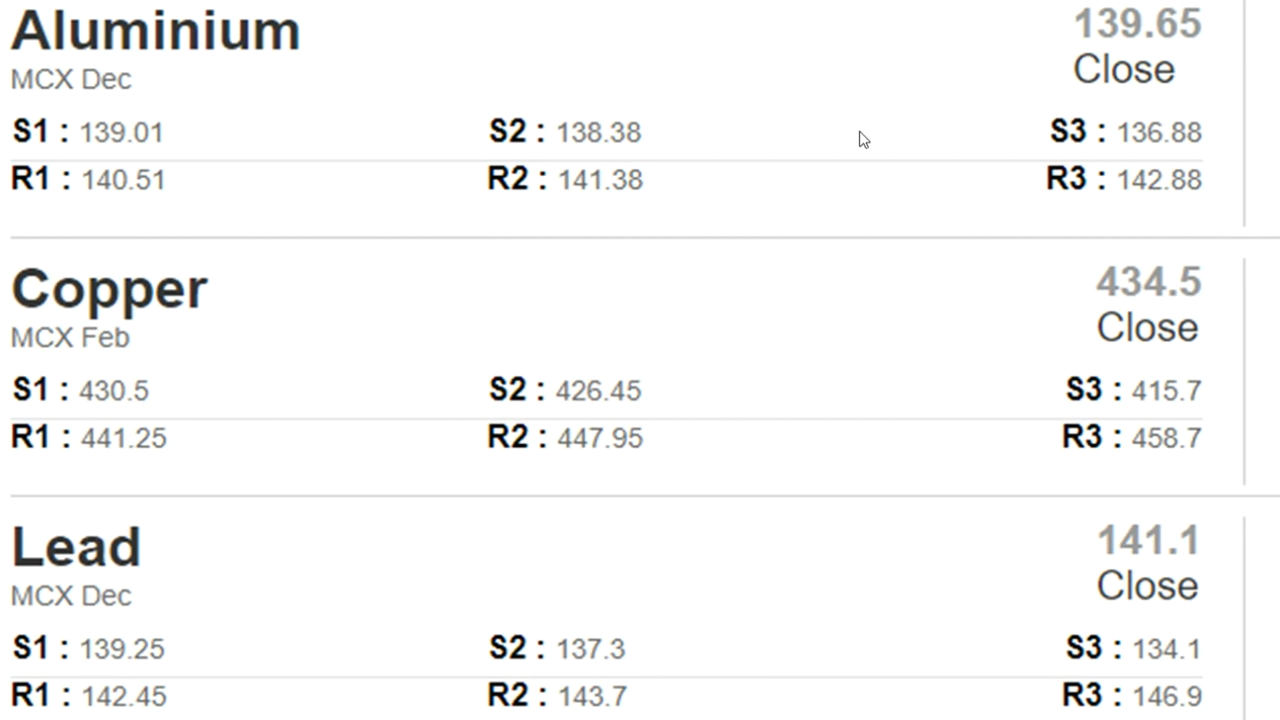 Aluminium 139.65
MCX Dec Close
S1 : 139.01 S2 : 138.38 S3 : 136.88
R1 : 140.51 R2 : 141.38 R3 : 142.88
Copper 434.5
MCX Feb Close
S1 : 430.5 S2 : 426.45 S3 : 415.7
R1 : 441.25 R2 : 447.95 R3 : 458.7
Lead 141.1
MCX Dec Close
S1 : 139.25 S2 : 137.3 S3 : 134.1
R1 : 142.45 R2 : 143.7 R3 : 146.9